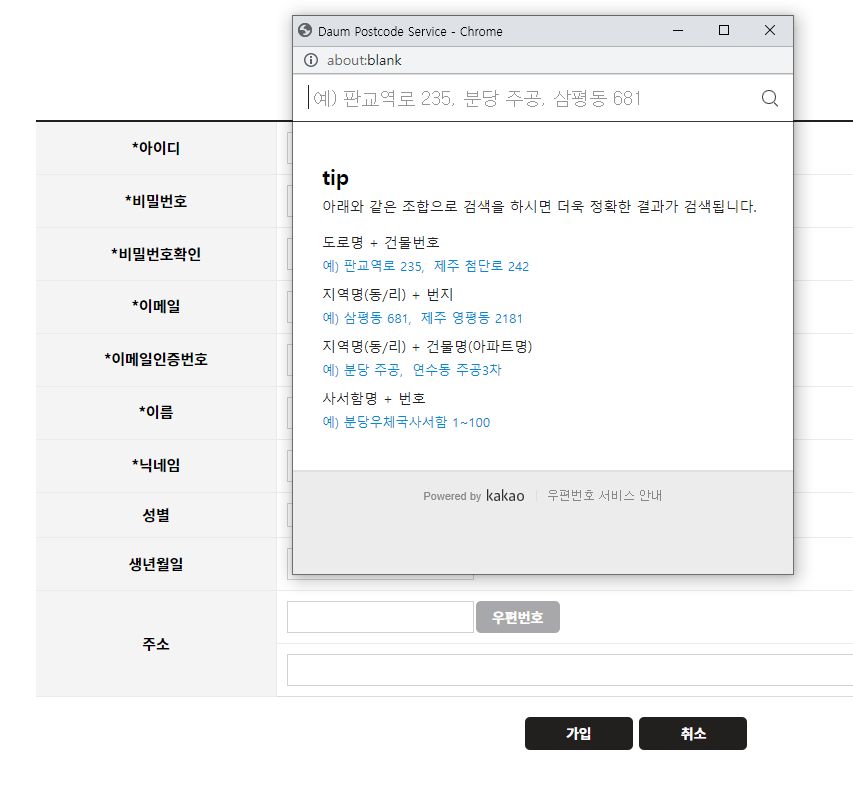 Daum Postcode Service - Chrome
about:blank
예) 판교역로 235, 분당 주공, 삼평동 681
tip
아래와 같은 조합으로 검색을 하시면 더욱 정확한 결과가 검색됩니다.
도로명 + 건물번호
예) 판교역로 235, 제주 첨단로 242
지역명(동/리) + 번지
예) 삼평동 681, 제주 영평동 2181
지역명(동/리) + 건물명(아파트명)
예) 분당 주공, 연수동 주공3차
사서함명 + 번호
예) 분당우체국사서함 1~100
Powered by kakao 우편번호 서비스 안내
*아이디
*비밀번호
*비밀번호확인
*이메일
*이메일인증번호
*이름
*닉네임
성별
생년월일
주소
우편번호
가입 취소